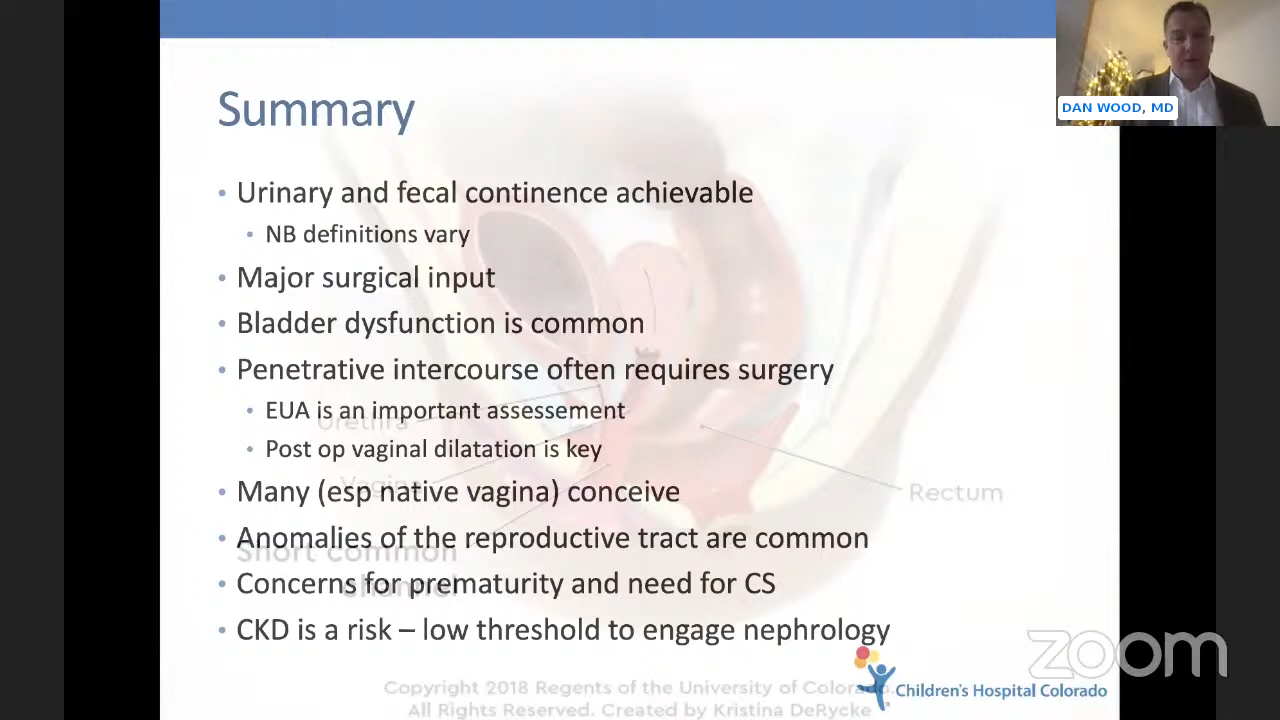 DAN WOOD, MD
Summary
• Urinary and fecal continence achievable
• NB definitions vary
• Major surgical input
• Bladder dysfunction is common
• Penetrative intercourse often requires surgery
• EUA is an important assessement
Urethra
• Post op vaginal dilatation is key
Vagina
• Many (esp native vagina) conceive
Rectum
• Anomalies of the reproductive tract are common
Short common
channel
• Concerns for prematurity and need for CS
• CKD is a risk – low threshold to engage nephrology
zoom
Children's Hospital Colorado
Copyright 2018 Regents of the University of Colorado.
All Rights Reserved. Created by Kristina DeRycke